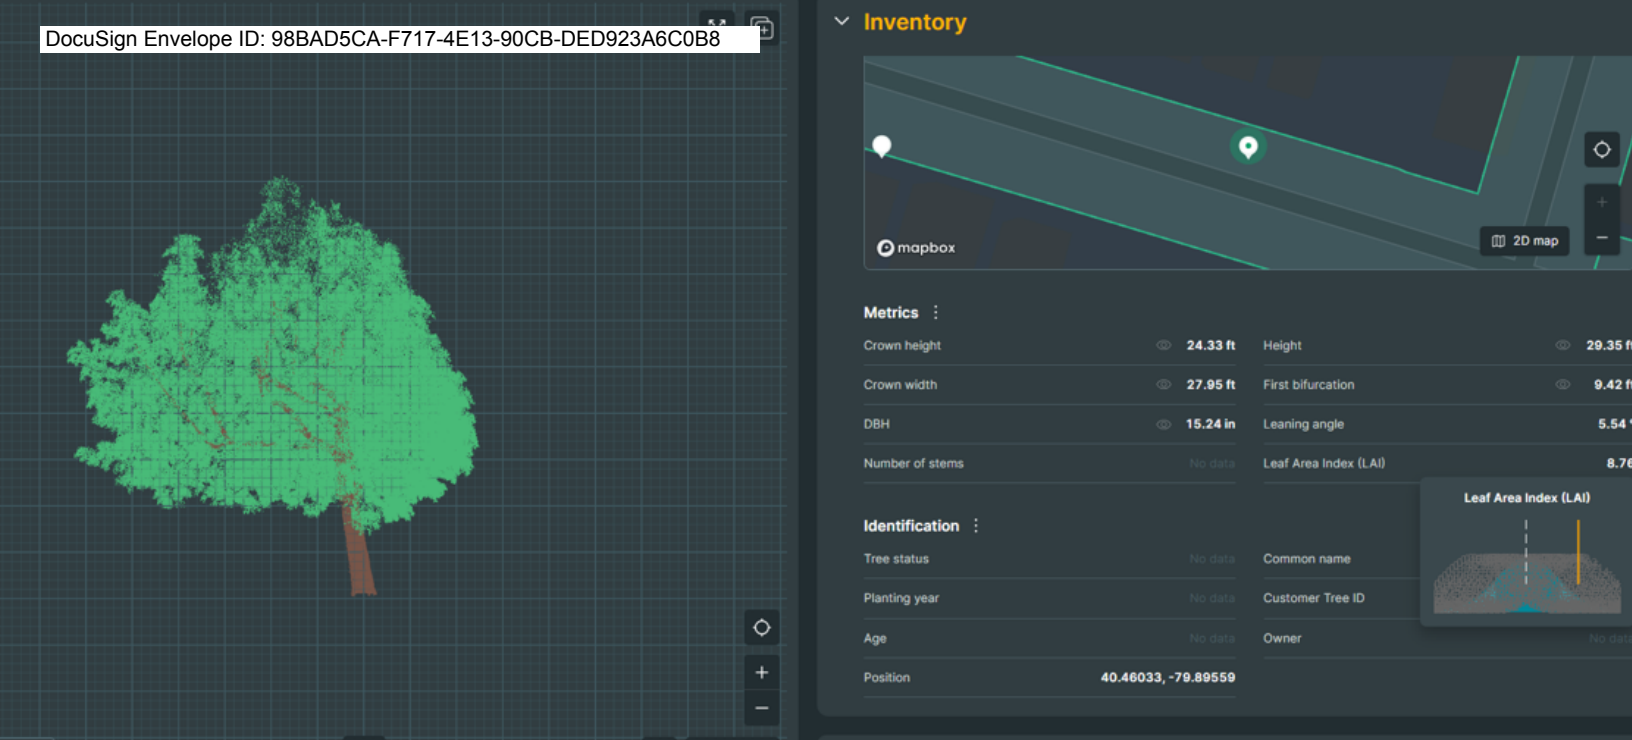 DocuSign Envelope ID: 98BAD5CA-F717-4E13-90CB-DED923A6C0B8
Inventory
mapbox
2D map
Metrics
Crown height 24.33 ft Height 29.35 ft
Crown width 27.95 ft First bifurcation 9.42 ft
DBH 15.24 in Leaning angle 5.54 °
Number of stems No data Leaf Area Index (LAI) 8.76
Leaf Area Index (LAI)
Identification
Tree status No data Common name
Planting year No data Customer Tree ID
Age No data Owner No data
Position 40.46033, -79.89559